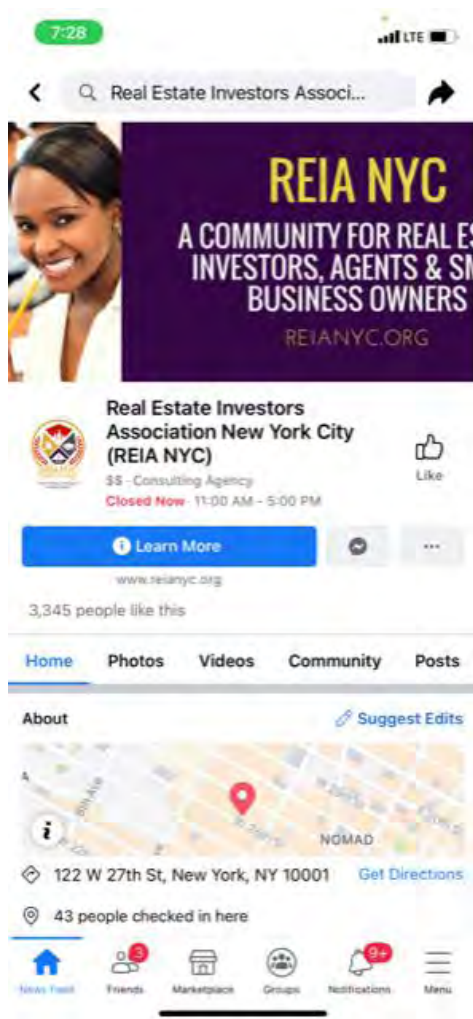 7:28
LTE
Real Estate Investors Associ...
REIA NYC
A COMMUNITY FOR REAL ES
INVESTORS, AGENTS & SM
BUSINESS OWNERS
REIANYC.ORG
Real Estate Investors
Association New York City
(REIA NYC)
$$ · Consulting Agency
Closed Now · 11:00 AM - 5:00 PM
Like
Learn More
www.reianyc.org
3,345 people like this
Home Photos Videos Community Posts
About Suggest Edits
8th Ave
NOMAD
122 W 27th St, New York, NY 10001 Get Directions
43 people checked in here
3 9+
News Feed Friends Marketplace Groups Notifications Menu